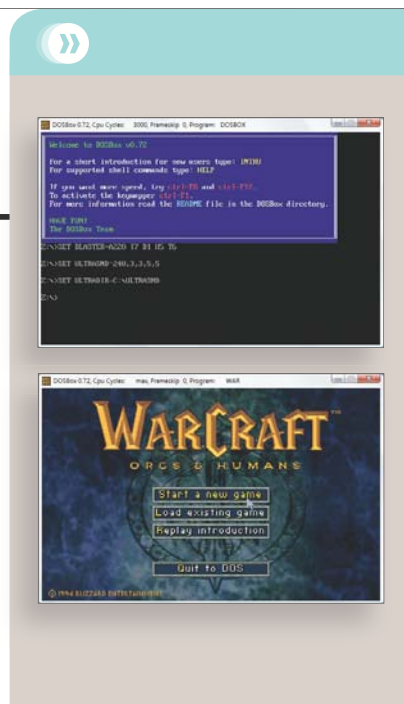 DOSBox 0.72, Cpu Cycles: 3000, Frameskip 0, Program: DOSBOX
Welcome to DOSBox v0.72
For a short introduction for new users type: INTRO
For supported shell commands type: HELP
If you want more speed, try ctrl-F8 and ctrl-F12.
To activate the keymapper ctrl-F1.
For more information read the README file in the DOSBox directory.
HAVE FUN!
The DOSBox Team
Z:\>SET BLASTER=A220 I7 D1 H5 T6
Z:\>SET ULTRASND=240,3,3,5,5
Z:\>SET ULTRADIR=C:\ULTRASND
Z:\>
DOSBox 0.72, Cpu Cycles: max, Frameskip 0, Program: WAR
WARCRAFT™
ORCS & HUMANS
Start a new game
Load existing game
Replay introduction
Quit to DOS
© 1994 BLIZZARD ENTERTAINMENT